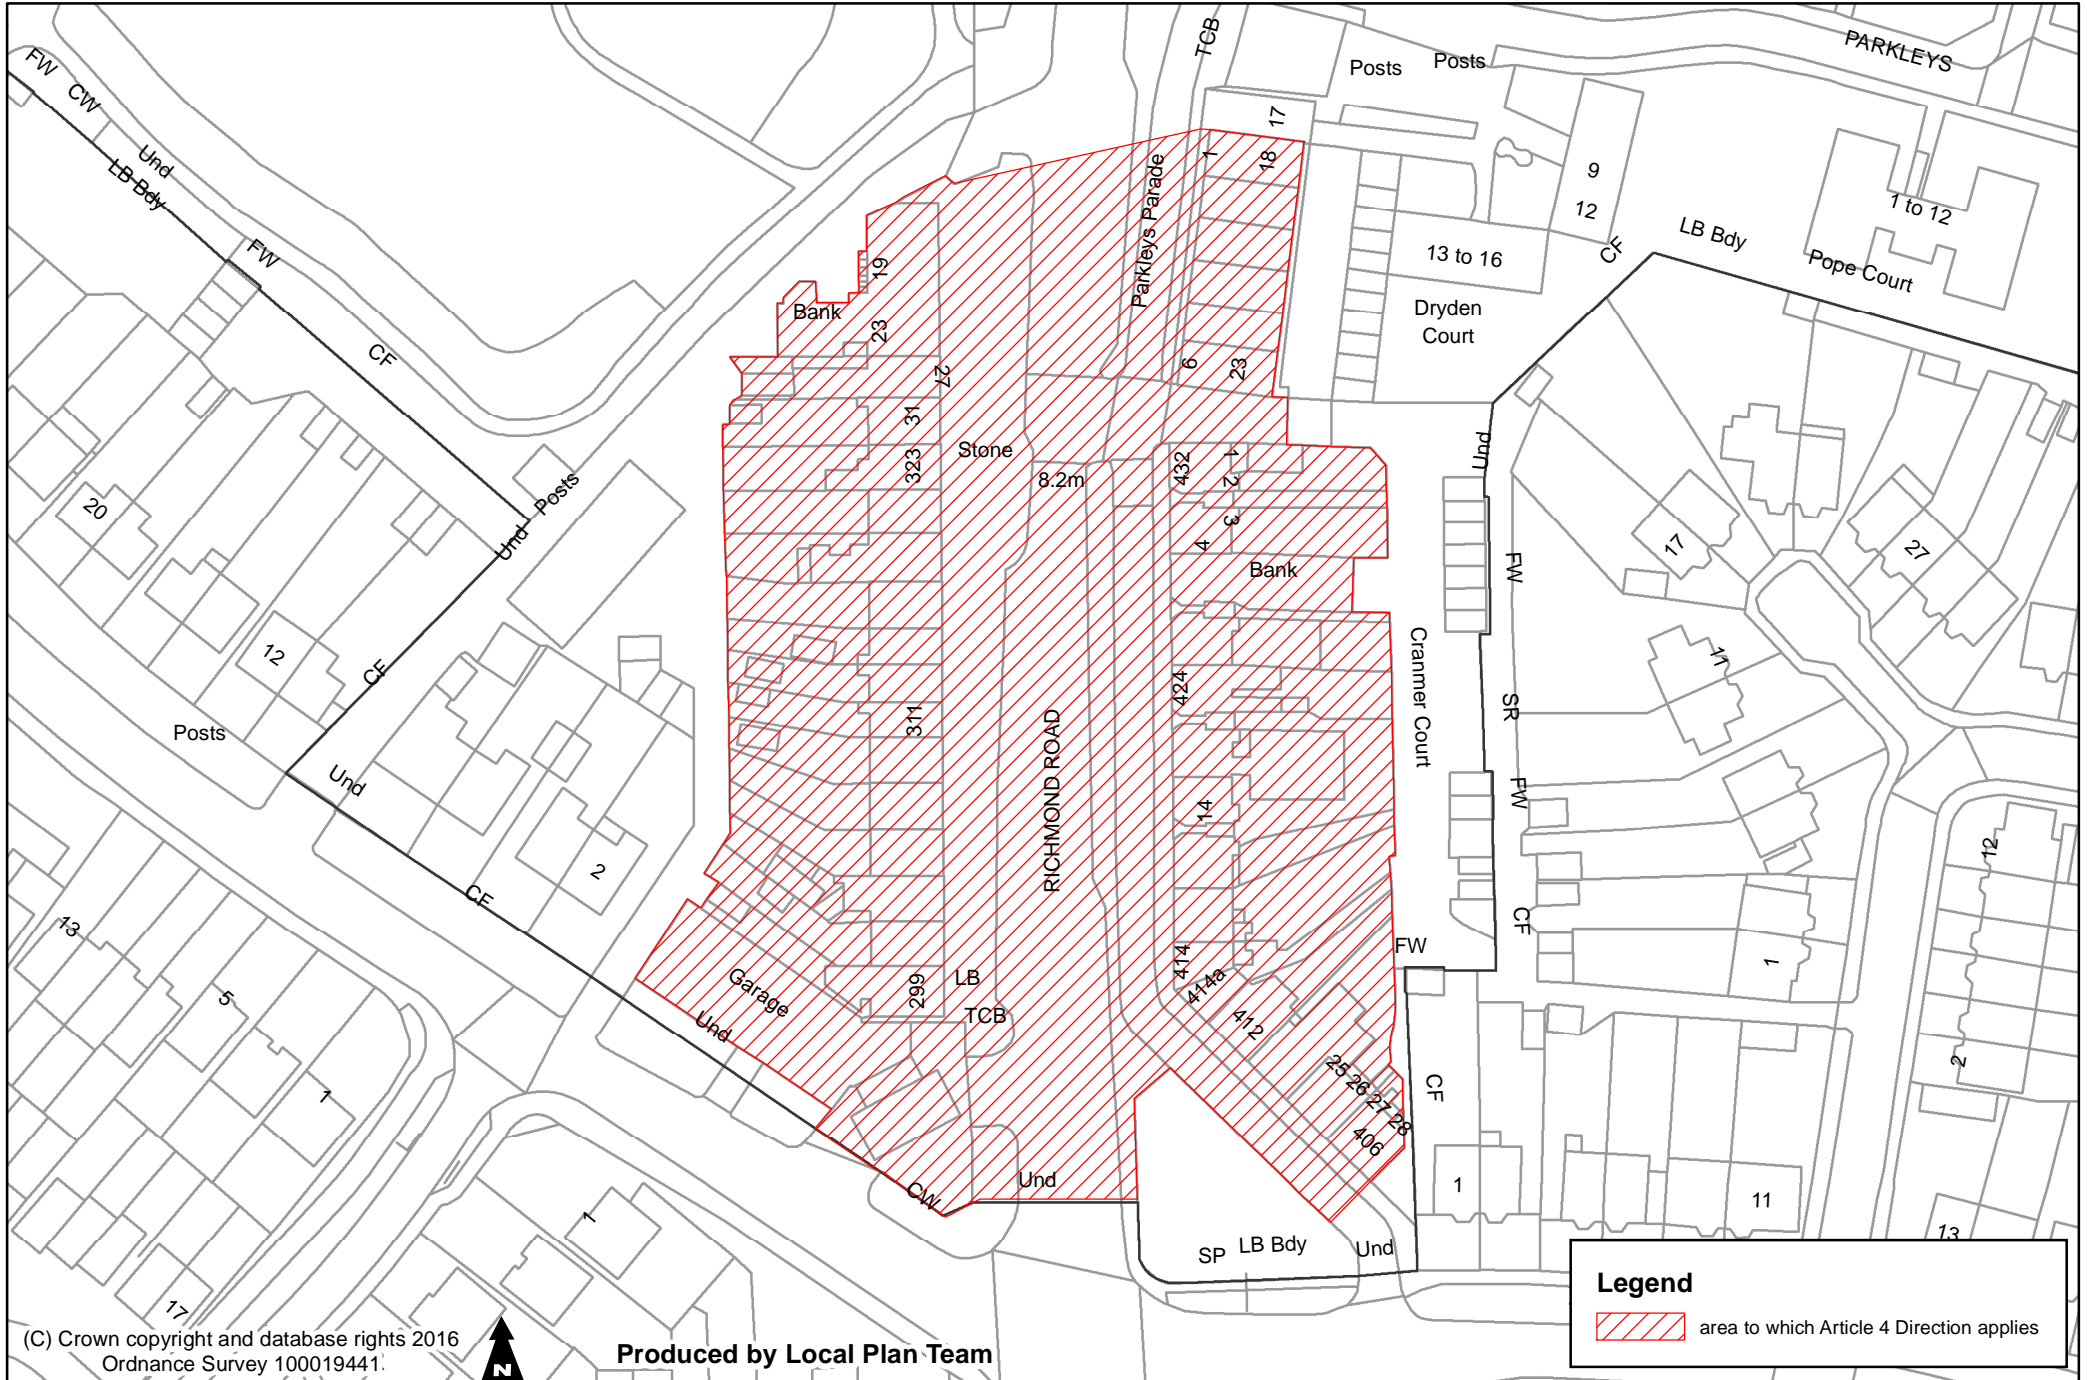 TCB
PARKLEYS
Posts
Posts
FW
CW
Und
LB Bdy
FW
CF
17
1
18
Parkleys Parade
9
12
13 to 16
Dryden
Court
CF
LB Bdy
1 to 12
Pope Court
19
Bank
23
27
31
323
Stone
8.2m
6
23
432
1
2
3
4
Bank
Und
Posts
Und
20
12
CF
Posts
Und
2
CF
311
RICHMOND ROAD
424
14
Cranmer Court
FW
SR
FW
CF
FW
CF
17
27
11
12
1
2
13
5
1
Garage
Und
299
LB
TCB
414
414a
412
25 26 27 28
406
CW
Und
SP
LB Bdy
Und
1
11
13
1
17
Legend
area to which Article 4 Direction applies
(C) Crown copyright and database rights 2016
Ordnance Survey 100019441.
N
Produced by Local Plan Team